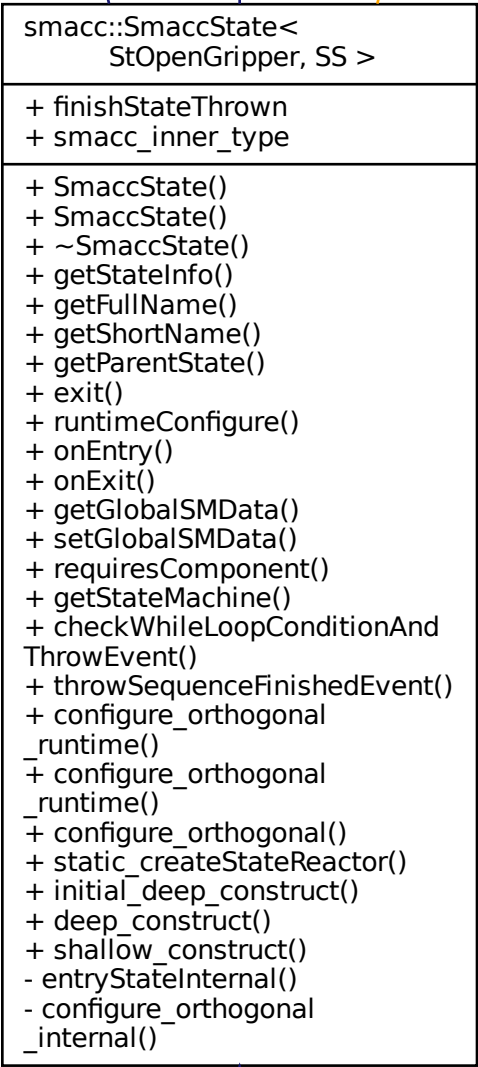 smacc::SmaccState<
StOpenGripper, SS >
+ finishStateThrown
+ smacc_inner_type
+ SmaccState()
+ SmaccState()
+ ~SmaccState()
+ getStateInfo()
+ getFullName()
+ getShortName()
+ getParentState()
+ exit()
+ runtimeConfigure()
+ onEntry()
+ onExit()
+ getGlobalSMData()
+ setGlobalSMData()
+ requiresComponent()
+ getStateMachine()
+ checkWhileLoopConditionAnd
ThrowEvent()
+ throwSequenceFinishedEvent()
+ configure_orthogonal
_runtime()
+ configure_orthogonal
_runtime()
+ configure_orthogonal()
+ static_createStateReactor()
+ initial_deep_construct()
+ deep_construct()
+ shallow_construct()
- entryStateInternal()
- configure_orthogonal
_internal()